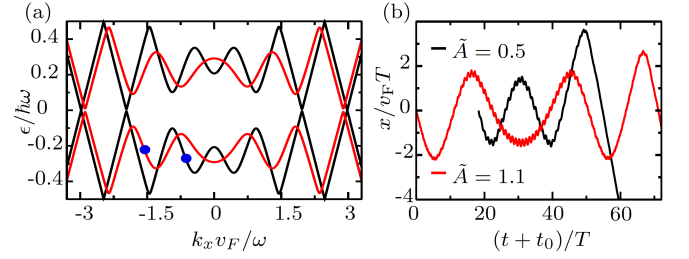 (a)
(b)
ϵ/ħω
0.4
0.2
0
-0.2
-0.4
-3
-1.5
0
1.5
3
k_x v_F/ω
x/v_F T
2
0
-2
-4
Ã = 0.5
Ã = 1.1
0
20
40
60
(t + t_0)/T